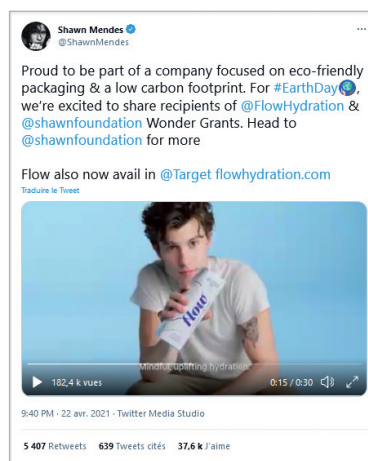 Shawn Mendes
@ShawnMendes
Proud to be part of a company focused on eco-friendly
packaging & a low carbon footprint. For #EarthDay🌎,
we're excited to share recipients of @FlowHydration &
@shawnfoundation Wonder Grants. Head to
@shawnfoundation for more
Flow also now avail in @Target flowhydration.com
Traduire le Tweet
flow
Mindful, uplifting hydration.
182,4 k vues
0:15 / 0:30
9:40 PM · 22 avr. 2021 · Twitter Media Studio
5 407 Retweets 639 Tweets cités 37,6 k J'aime